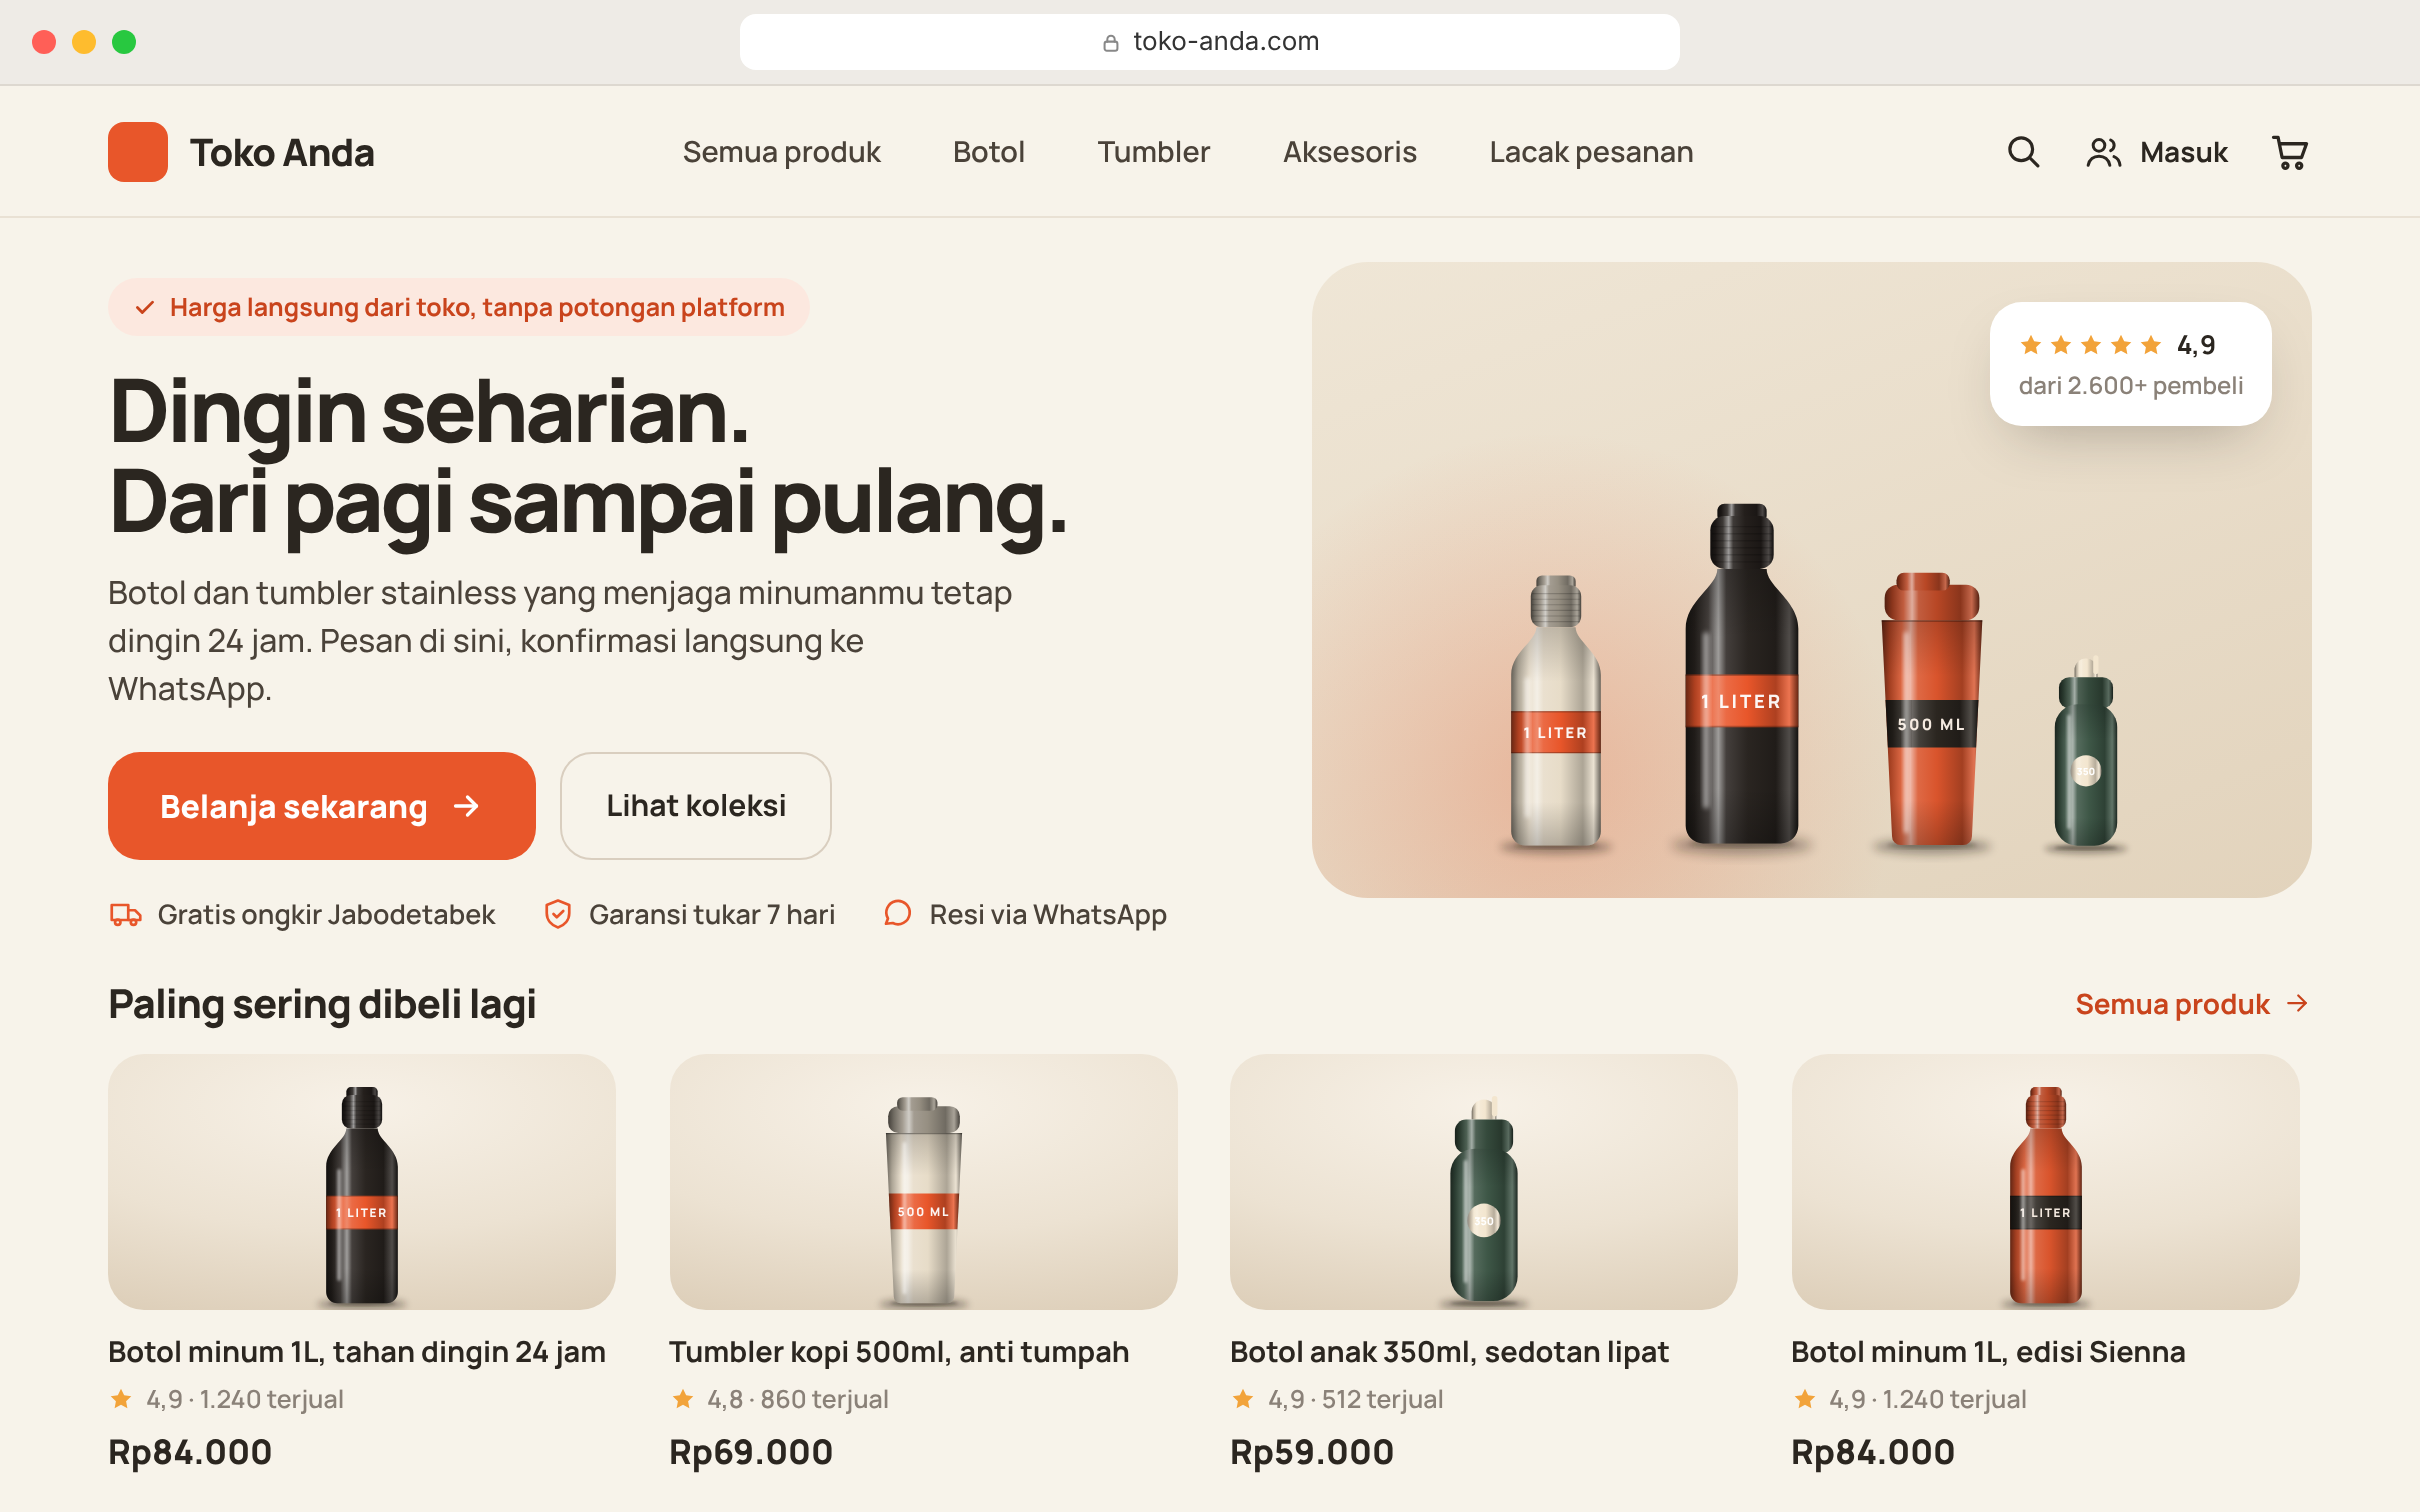 toko-anda.com
Toko Anda
Semua produk
Botol
Tumbler
Aksesoris
Lacak pesanan
Masuk
Harga langsung dari toko, tanpa potongan platform
Dingin seharian.
Dari pagi sampai pulang.
Botol dan tumbler stainless yang menjaga minumanmu tetap
dingin 24 jam. Pesan di sini, konfirmasi langsung ke
WhatsApp.
Belanja sekarang
Lihat koleksi
Gratis ongkir Jabodetabek
Garansi tukar 7 hari
Resi via WhatsApp
4,9
dari 2.600+ pembeli
1 LITER
1 LITER
500 ML
350
Paling sering dibeli lagi
Semua produk
1 LITER
500 ML
350
1 LITER
Botol minum 1L, tahan dingin 24 jam
4,9 · 1.240 terjual
Rp84.000
Tumbler kopi 500ml, anti tumpah
4,8 · 860 terjual
Rp69.000
Botol anak 350ml, sedotan lipat
4,9 · 512 terjual
Rp59.000
Botol minum 1L, edisi Sienna
4,9 · 1.240 terjual
Rp84.000